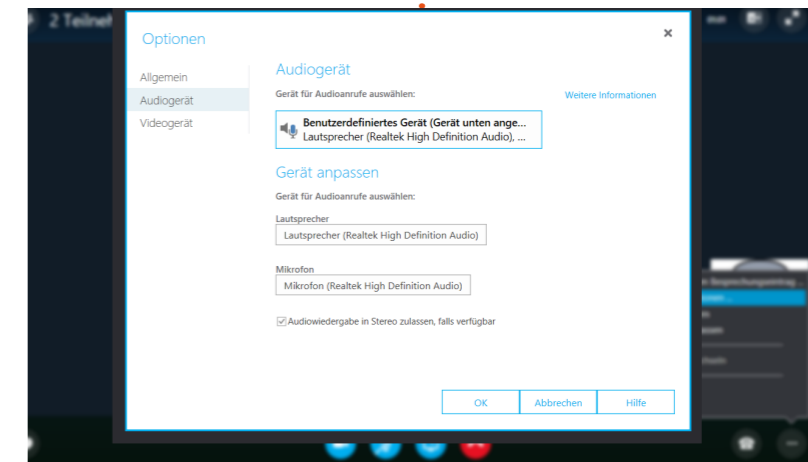 2 Teilneh
Optionen
Allgemein
Audiogerät
Videogerät
Audiogerät
Gerät für Audioanrufe auswählen:
Weitere Informationen
Benutzerdefiniertes Gerät (Gerät unten ange...
Lautsprecher (Realtek High Definition Audio), ...
Gerät anpassen
Gerät für Audioanrufe auswählen:
Lautsprecher
Lautsprecher (Realtek High Definition Audio)
Mikrofon
Mikrofon (Realtek High Definition Audio)
Audiowiedergabe in Stereo zulassen, falls verfügbar
OK
Abbrechen
Hilfe